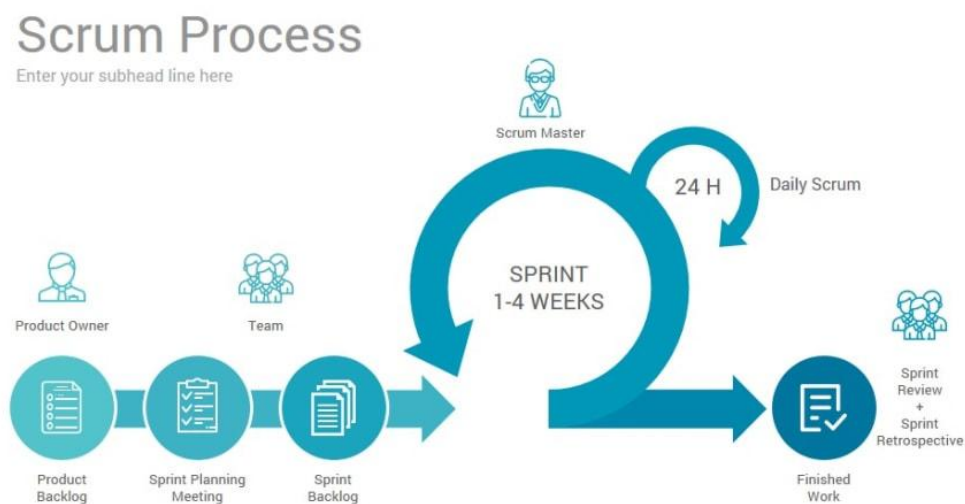 Scrum Process
Enter your subhead line here
Scrum Master
24 H
Daily Scrum
SPRINT
1-4 WEEKS
Product Owner
Team
Sprint
Review
+
Sprint
Retrospective
Product
Backlog
Sprint Planning
Meeting
Sprint
Backlog
Finished
Work